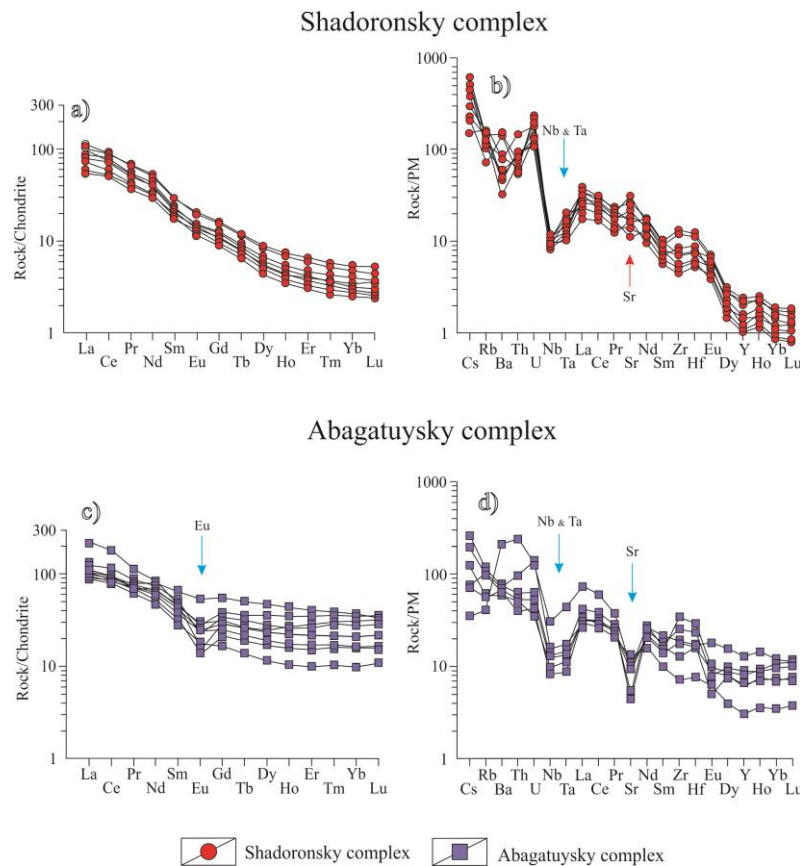 Shadoronsky complex
a)
300
100
10
1
Rock/Chondrite
La Pr Sm Gd Dy Er Yb
Ce Nd Eu Tb Ho Tm Lu
b)
1000
100
10
1
Rock/PM
Nb & Ta
Sr
Rb Th Nb La Pr Nd Zr Eu Y Yb
Cs Ba U Ta Ce Sr Sm Hf Dy Ho Lu
Abagatuysky complex
c)
300
100
10
1
Rock/Chondrite
Eu
La Pr Sm Gd Dy Er Yb
Ce Nd Eu Tb Ho Tm Lu
d)
1000
100
10
1
Rock/PM
Nb & Ta
Sr
Rb Th Nb La Pr Nd Zr Eu Y Yb
Cs Ba U Ta Ce Sr Sm Hf Dy Ho Lu
Shadoronsky complex
Abagatuysky complex